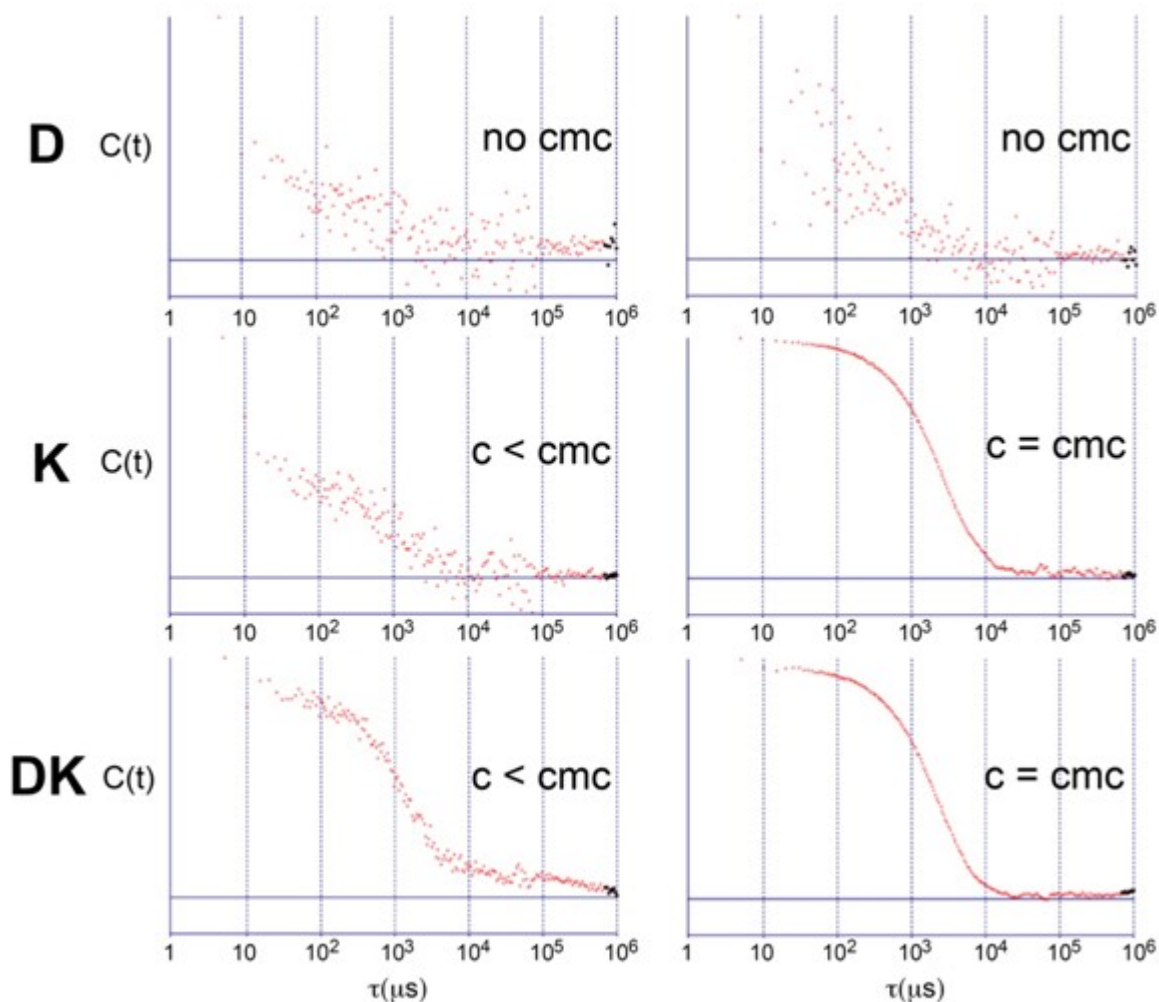 D C(t) no cmc no cmc
1 10 10² 10³ 10⁴ 10⁵ 10⁶ 1 10 10² 10³ 10⁴ 10⁵ 10⁶
K C(t) c < cmc c = cmc
1 10 10² 10³ 10⁴ 10⁵ 10⁶ 1 10 10² 10³ 10⁴ 10⁵ 10⁶
DK C(t) c < cmc c = cmc
1 10 10² 10³ 10⁴ 10⁵ 10⁶ 1 10 10² 10³ 10⁴ 10⁵ 10⁶
τ(μs) τ(μs)